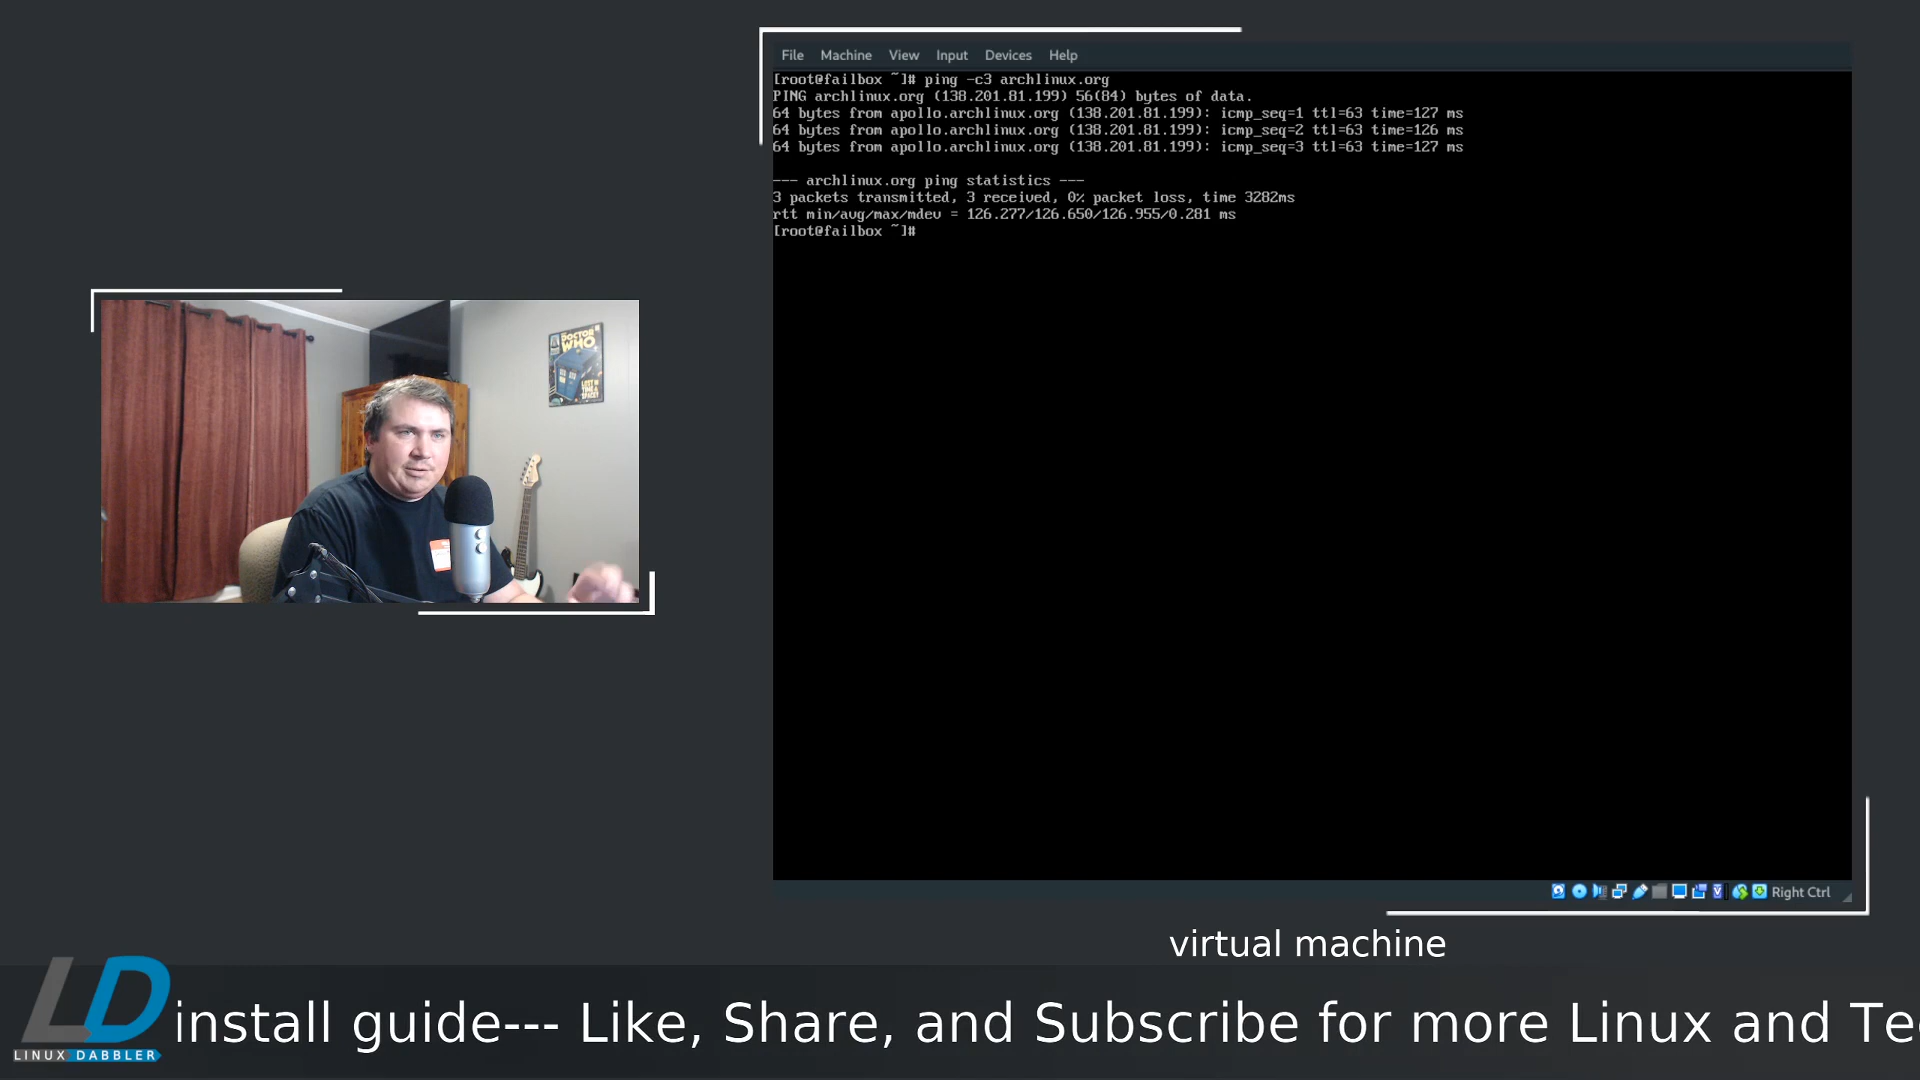 File Machine View Input Devices Help
[root@failbox ~]# ping -c3 archlinux.org
PING archlinux.org (138.201.81.199) 56(84) bytes of data.
64 bytes from apollo.archlinux.org (138.201.81.199): icmp_seq=1 ttl=63 time=127 ms
64 bytes from apollo.archlinux.org (138.201.81.199): icmp_seq=2 ttl=63 time=126 ms
64 bytes from apollo.archlinux.org (138.201.81.199): icmp_seq=3 ttl=63 time=127 ms
--- archlinux.org ping statistics ---
3 packets transmitted, 3 received, 0% packet loss, time 3282ms
rtt min/avg/max/mdev = 126.277/126.650/126.955/0.281 ms
[root@failbox ~]#
DOCTOR
WHO
LOST IN
TIME &
SPACE!
Right Ctrl
virtual machine
LD
LINUX DABBLER
install guide--- Like, Share, and Subscribe for more Linux and Te